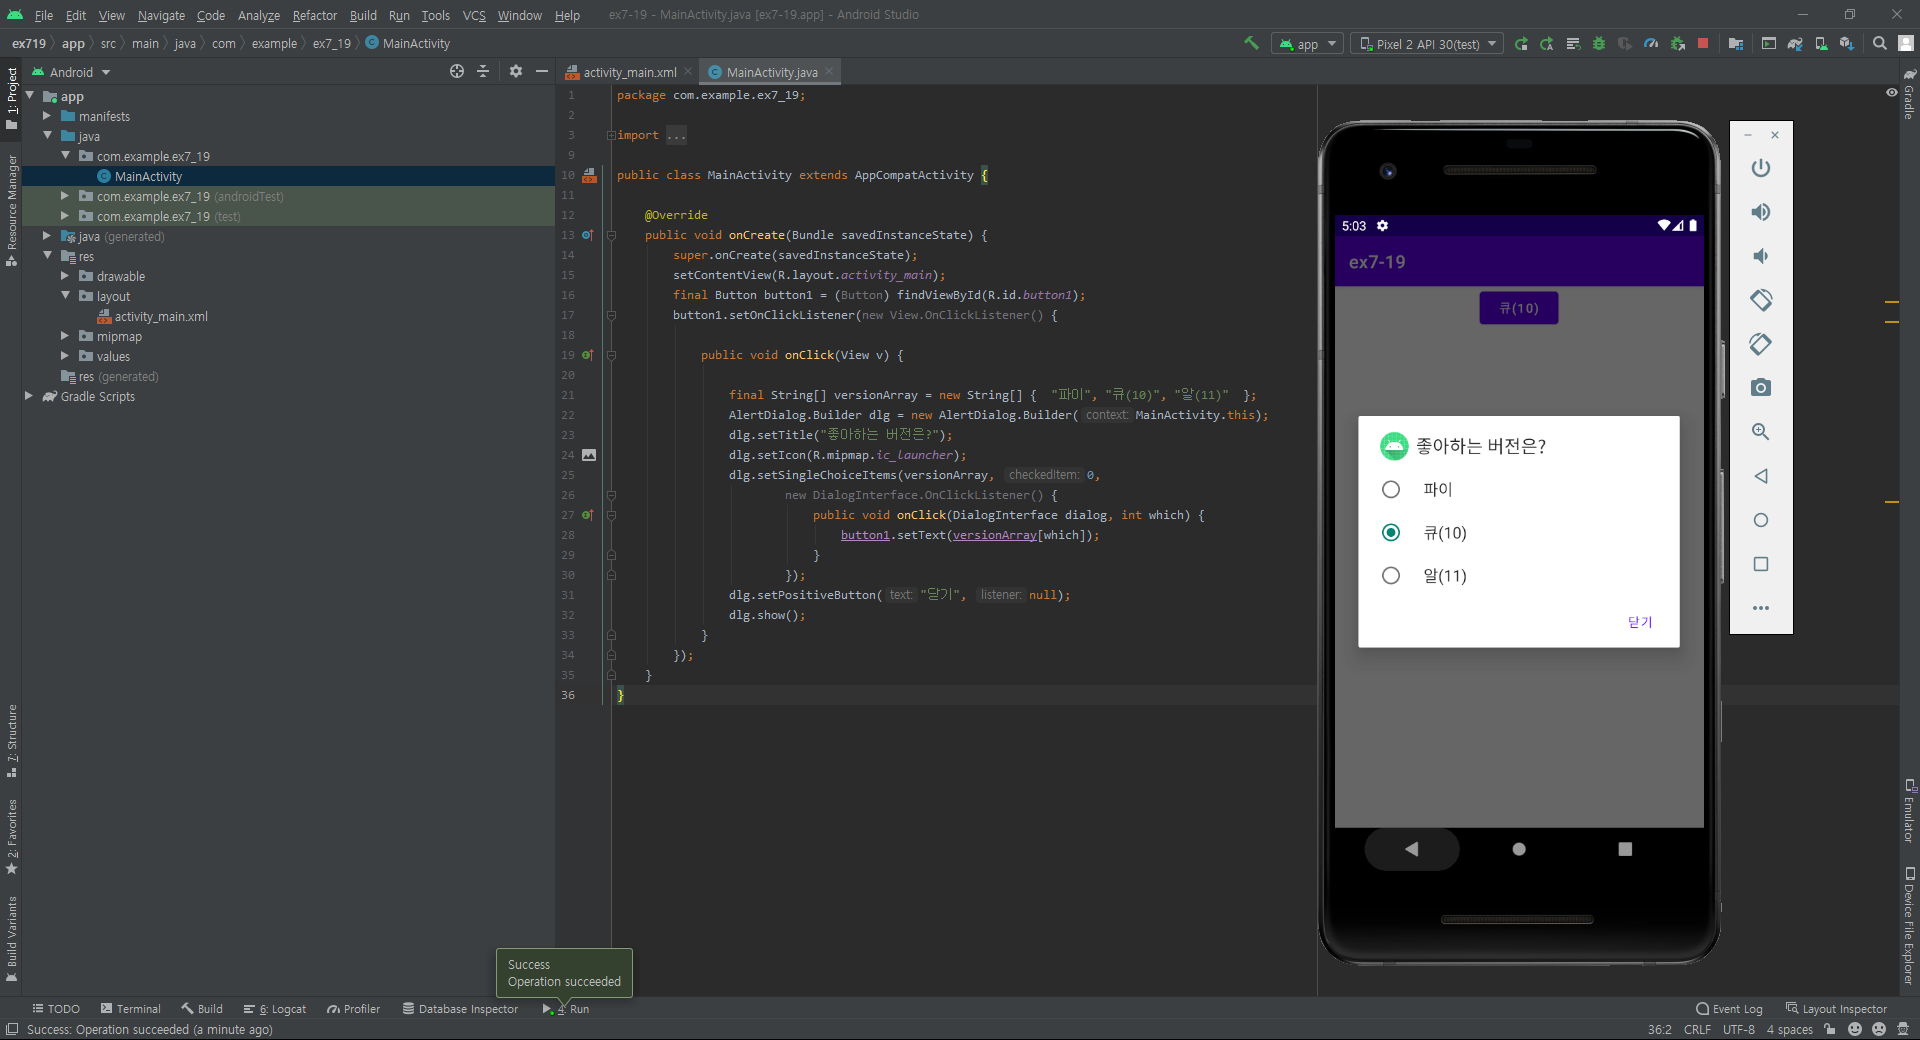 File Edit View Navigate Code Analyze Refactor Build Run Tools VCS Window Help ex7-19 - MainActivity.java [ex7-19.app] - Android Studio
ex719 app src main java com example ex7_19 MainActivity
app Pixel 2 API 30(test)
Android
activity_main.xml
MainActivity.java
1: Project
Resource Manager
7: Structure
2: Favorites
Build Variants
app
manifests
java
com.example.ex7_19
MainActivity
com.example.ex7_19 (androidTest)
com.example.ex7_19 (test)
java (generated)
res
drawable
layout
activity_main.xml
mipmap
values
res (generated)
Gradle Scripts
1 package com.example.ex7_19;
2
3 import ...
9
10 public class MainActivity extends AppCompatActivity {
11
12 @Override
13 public void onCreate(Bundle savedInstanceState) {
14 super.onCreate(savedInstanceState);
15 setContentView(R.layout.activity_main);
16 final Button button1 = (Button) findViewById(R.id.button1);
17 button1.setOnClickListener(new View.OnClickListener() {
18
19 public void onClick(View v) {
20
21 final String[] versionArray = new String[] { "파이", "큐(10)", "알(11)" };
22 AlertDialog.Builder dlg = new AlertDialog.Builder( context: MainActivity.this);
23 dlg.setTitle("좋아하는 버전은?");
24 dlg.setIcon(R.mipmap.ic_launcher);
25 dlg.setSingleChoiceItems(versionArray, checkedItem: 0,
26 new DialogInterface.OnClickListener() {
27 public void onClick(DialogInterface dialog, int which) {
28 button1.setText(versionArray[which]);
29 }
30 });
31 dlg.setPositiveButton( text: "닫기", listener: null);
32 dlg.show();
33 }
34 });
35 }
36 }
5:03
ex7-19
큐(10)
좋아하는 버전은?
파이
큐(10)
알(11)
닫기
Gradle
Emulator
Device File Explorer
Success
Operation succeeded
TODO Terminal Build 6: Logcat Profiler Database Inspector 4: Run Event Log Layout Inspector
Success: Operation succeeded (a minute ago) 36:2 CRLF UTF-8 4 spaces